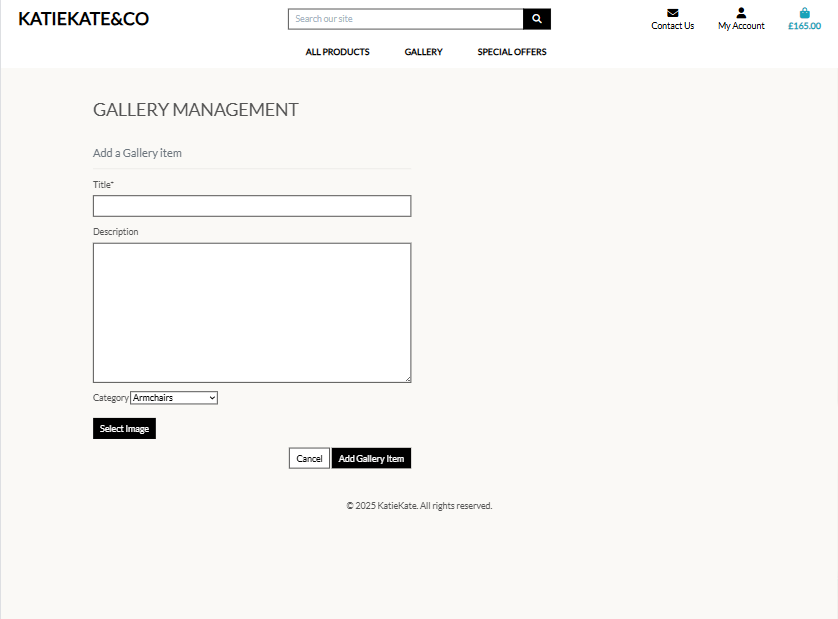 KATIEKATE&CO
Search our site
Contact Us
My Account
£165.00
ALL PRODUCTS
GALLERY
SPECIAL OFFERS
GALLERY MANAGEMENT
Add a Gallery item
Title*
Description
Category Armchairs
Select Image
Cancel
Add Gallery Item
© 2025 KatieKate. All rights reserved.